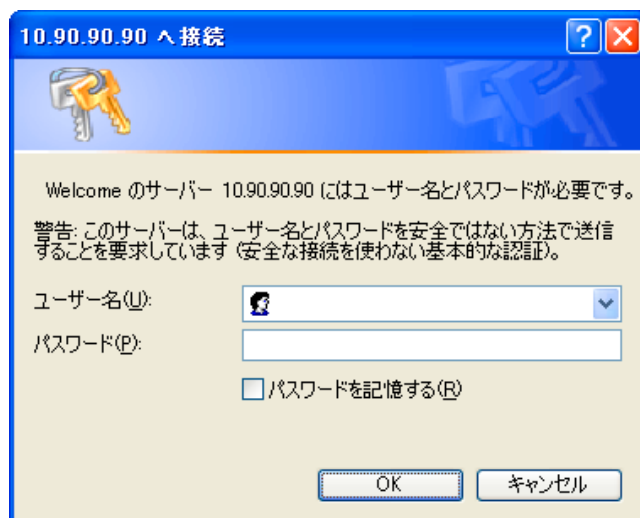 10.90.90.90 へ接続
Welcome のサーバー 10.90.90.90 にはユーザー名とパスワードが必要です。
警告: このサーバーは、ユーザー名とパスワードを安全ではない方法で送信
することを要求しています (安全な接続を使わない基本的な認証)。
ユーザー名(U):
パスワード(P):
パスワードを記憶する(R)
OK キャンセル